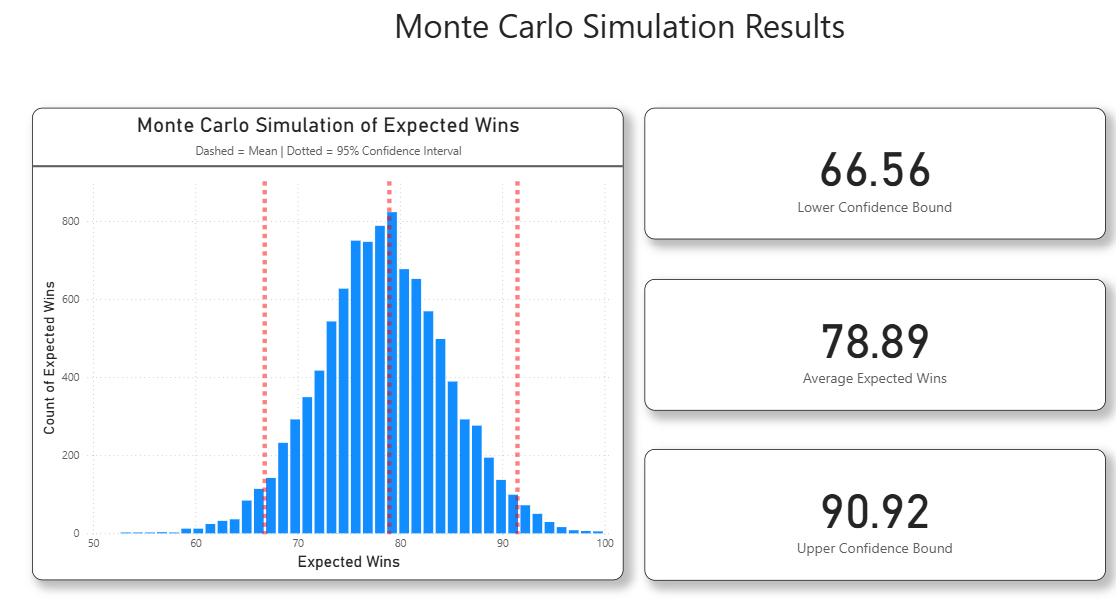 Monte Carlo Simulation Results
Monte Carlo Simulation of Expected Wins
Dashed = Mean | Dotted = 95% Confidence Interval
Count of Expected Wins
800
600
400
200
0
50 60 70 80 90 100
Expected Wins
66.56
Lower Confidence Bound
78.89
Average Expected Wins
90.92
Upper Confidence Bound